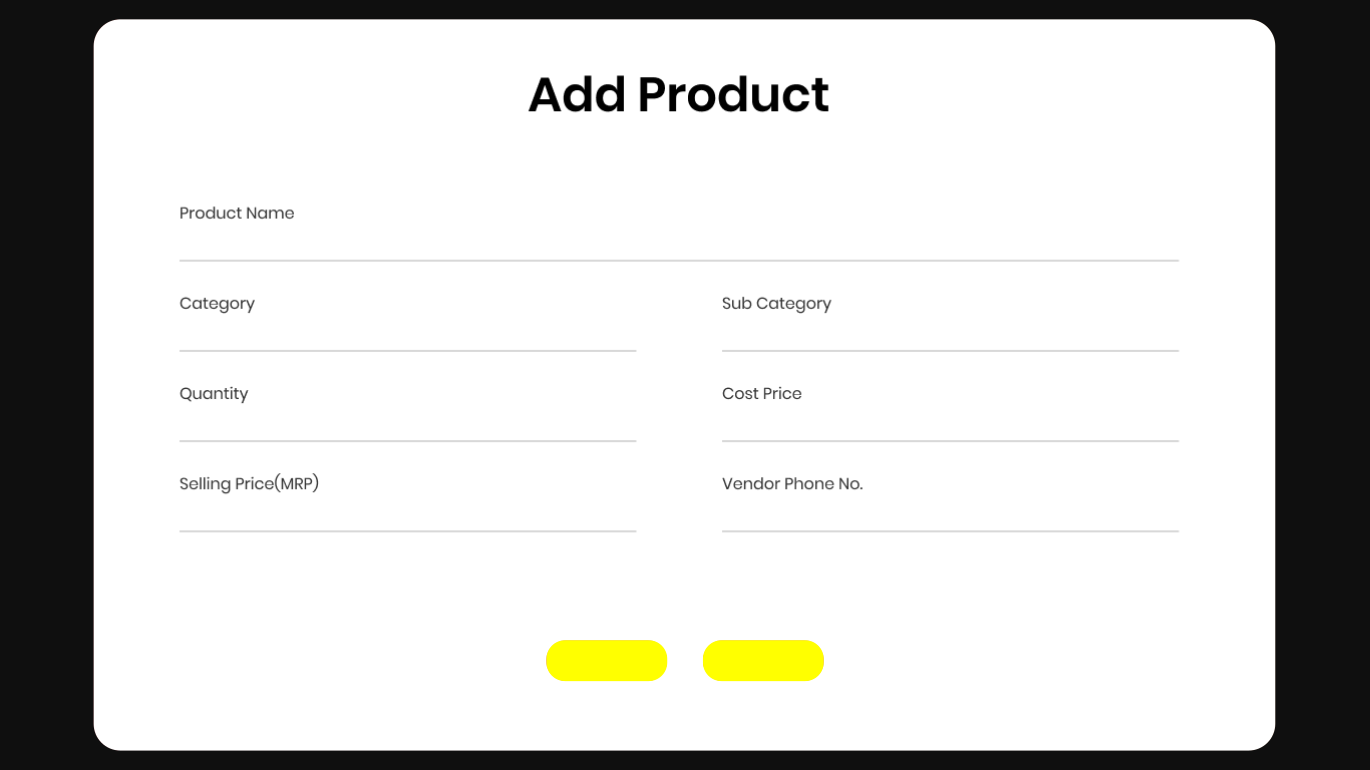 Add Product
Product Name
Category
Sub Category
Quantity
Cost Price
Selling Price(MRP)
Vendor Phone No.